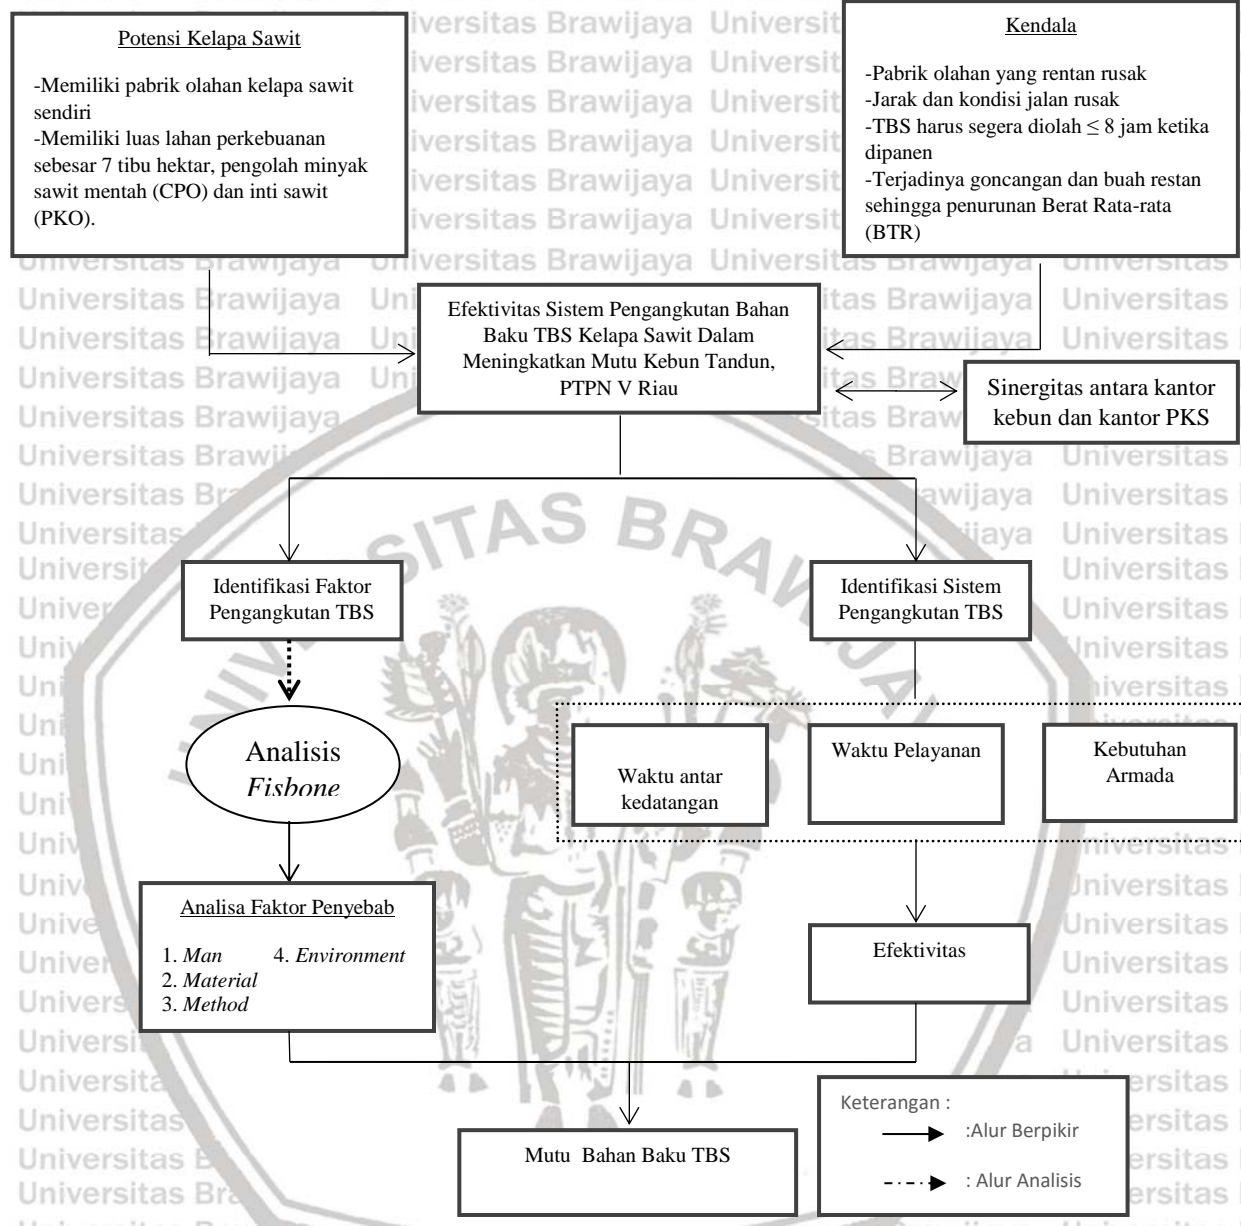 Potensi Kelapa Sawit
-Memiliki pabrik olahan kelapa sawit
sendiri
-Memiliki luas lahan perkebuanan
sebesar 7 tibu hektar, pengolah minyak
sawit mentah (CPO) dan inti sawit
(PKO).
Kendala
-Pabrik olahan yang rentan rusak
-Jarak dan kondisi jalan rusak
-TBS harus segera diolah ≤ 8 jam ketika
dipanen
-Terjadinya goncangan dan buah restan
sehingga penurunan Berat Rata-rata
(BTR)
Efektivitas Sistem Pengangkutan Bahan
Baku TBS Kelapa Sawit Dalam
Meningkatkan Mutu Kebun Tandun,
PTPN V Riau
Sinergitas antara kantor
kebun dan kantor PKS
Identifikasi Faktor
Pengangkutan TBS
Identifikasi Sistem
Pengangkutan TBS
Analisis
Fisbone
Waktu antar
kedatangan
Waktu Pelayanan
Kebutuhan
Armada
Analisa Faktor Penyebab
1. Man 4. Environment
2. Material
3. Method
Efektivitas
Mutu Bahan Baku TBS
Keterangan :
:Alur Berpikir
: Alur Analisis
UNIVERSITAS BRAWIJAYA
Universitas Brawijaya